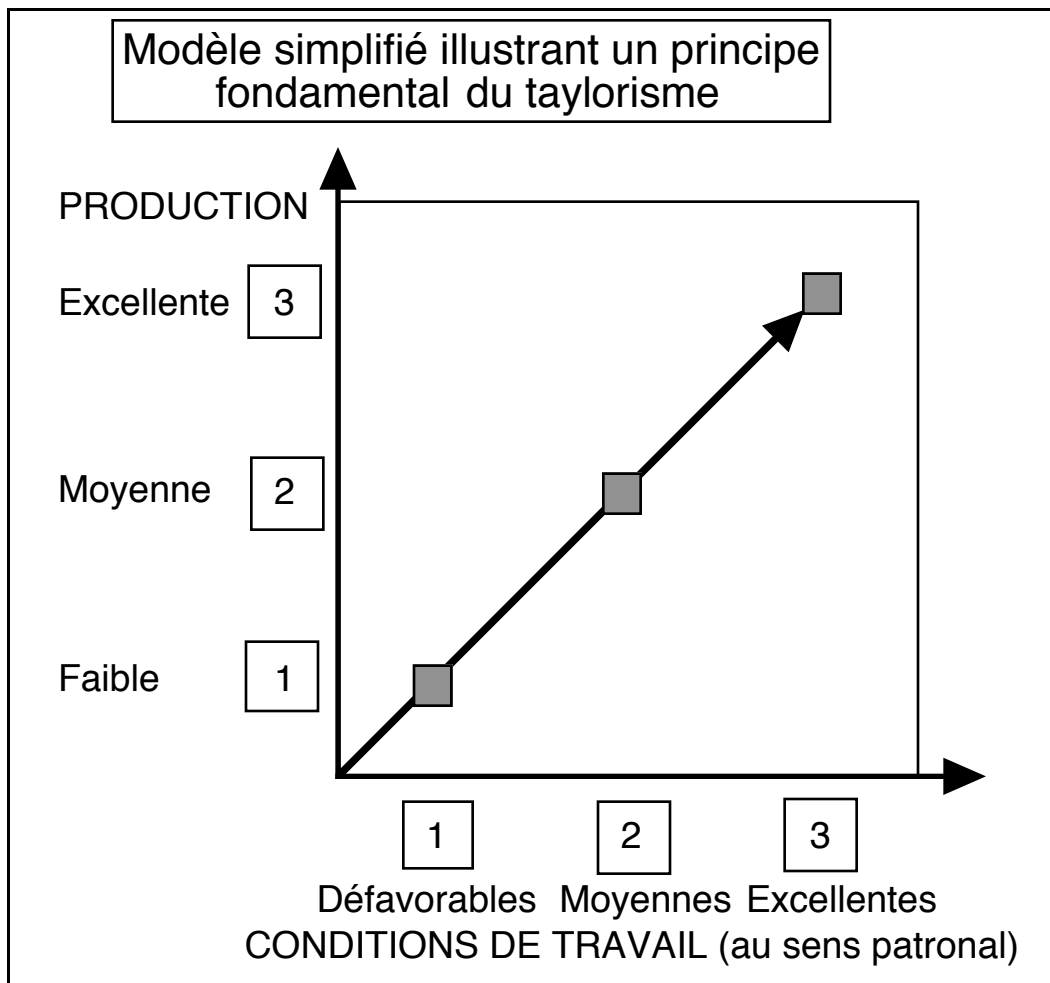 Modèle simplifié illustrant un principe
fondamental du taylorisme
PRODUCTION
Excellente 3
Moyenne 2
Faible 1
1 2 3
Défavorables Moyennes Excellentes
CONDITIONS DE TRAVAIL (au sens patronal)